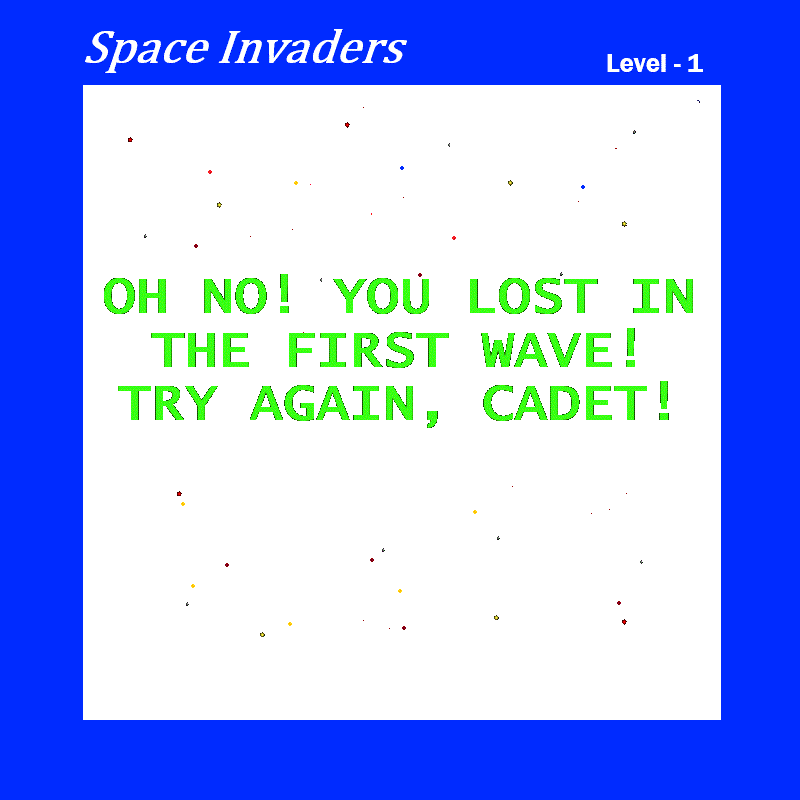 Space Invaders
Level - 1
OH NO! YOU LOST IN
THE FIRST WAVE!
TRY AGAIN, CADET!